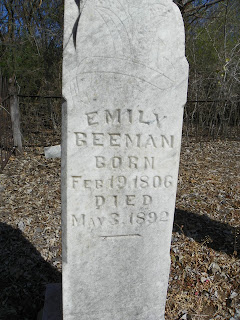 EMILY
BEEMAN
BORN
FEB 19, 1806
DIED
MAY 3, 1892